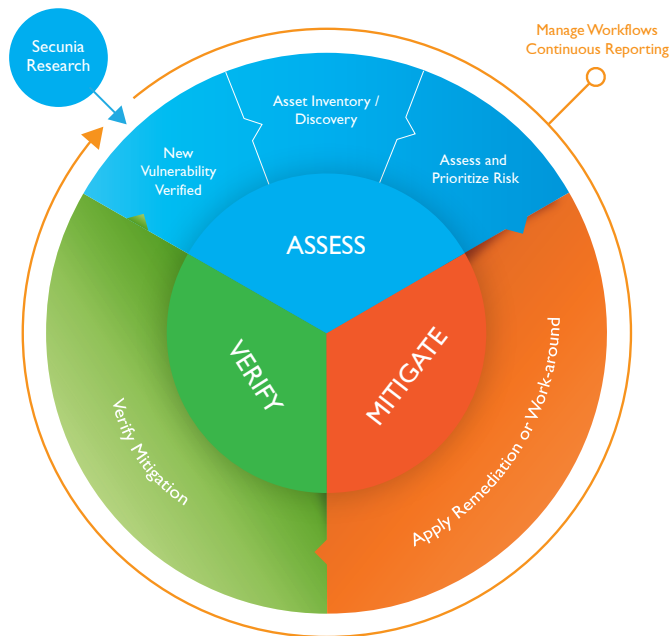 Secunia
Research
Manage Workflows
Continuous Reporting
New
Vulnerability
Verified
Asset Inventory /
Discovery
Assess and
Prioritize Risk
ASSESS
VERIFY
MITIGATE
Verify Mitigation
Apply Remediation or Work-around